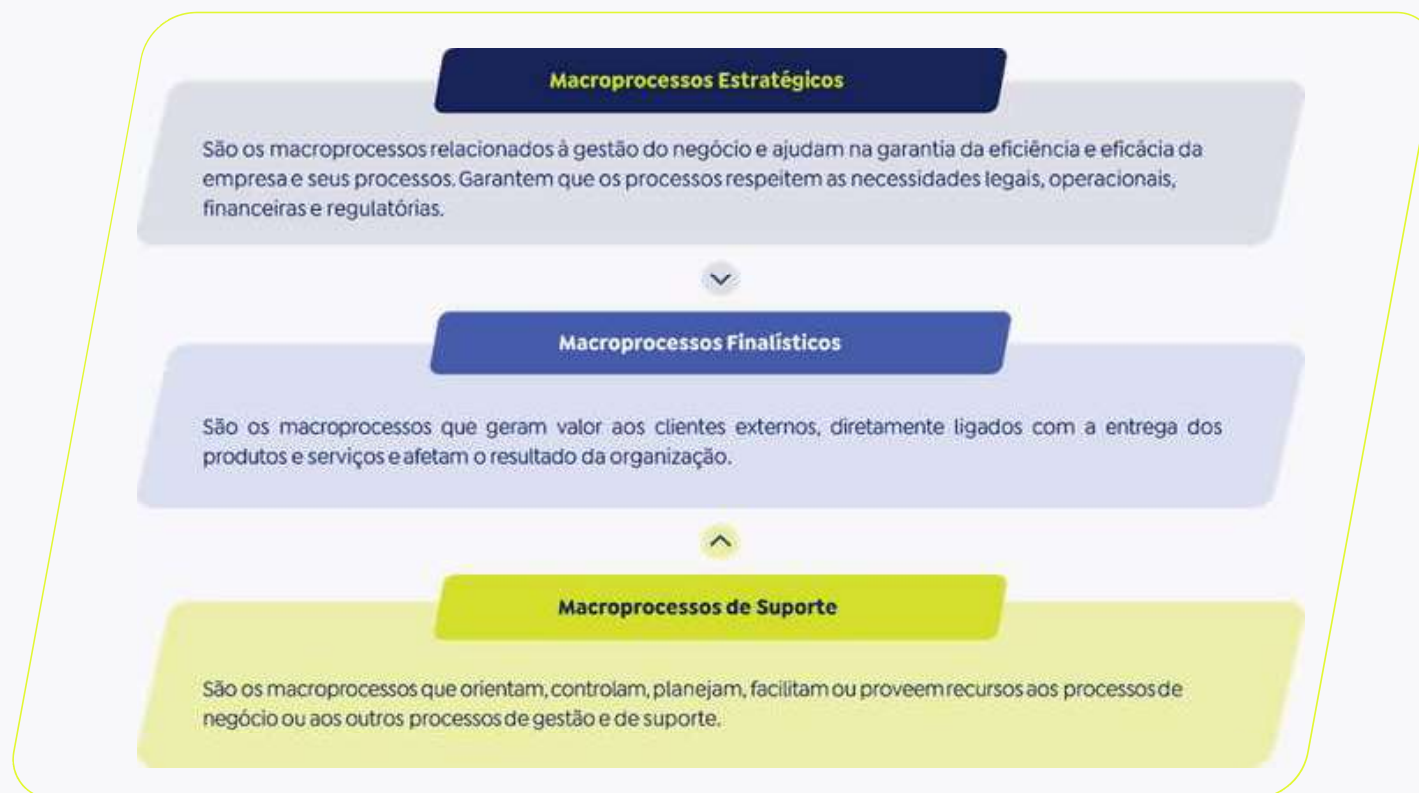 Macroprocessos Estratégicos
São os macroprocessos relacionados à gestão do negócio e ajudam na garantia da eficiência e eficácia da
empresa e seus processos. Garantem que os processos respeitem as necessidades legais, operacionais,
financeiras e regulatórias.
Macroprocessos Finalísticos
São os macroprocessos que geram valor aos clientes externos, diretamente ligados com a entrega dos
produtos e serviços e afetam o resultado da organização.
Macroprocessos de Suporte
São os macroprocessos que orientam, controlam, planejam, facilitam ou proveem recursos aos processos de
negócio ou aos outros processos de gestão e de suporte.